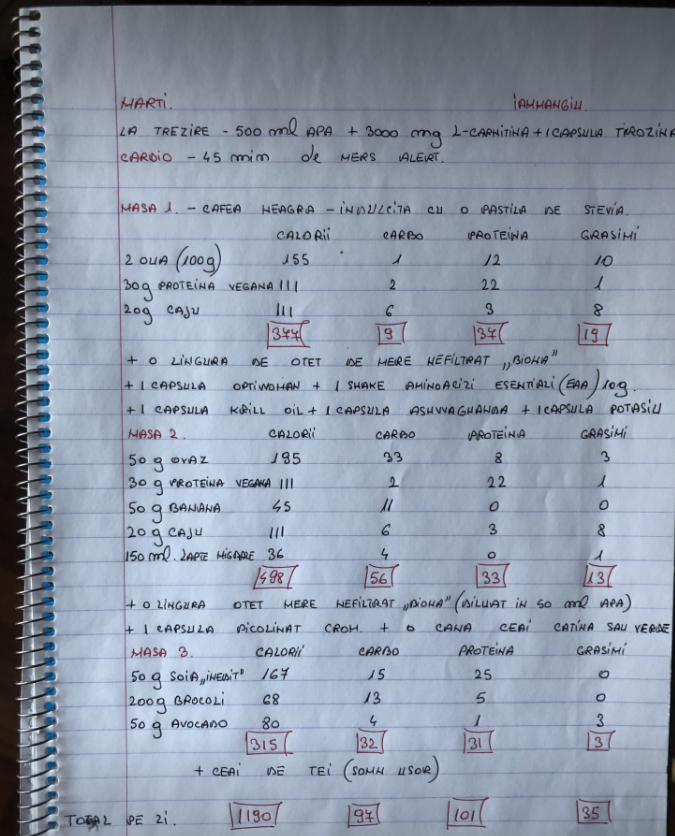 MARTI. IANHANGIU.
LA TREZIRE - 500 ml APA + 3000 mg L-CARNITINA + 1 CAPSULA TIROZINA
CARDIO - 45 min de MERS ALERT.
MASA 1. - CAFEA NEAGRA - INDULCITA CU O PASTILA DE STEVIA.
CALORII CARBO PROTEINA GRASIMI
2 OUA (100g) 155 1 12 10
30g PROTEINA VEGANA 111 2 22 1
20g CAJU 111 6 3 8
377 9 37 19
+ O LINGURA DE OTET DE MERE NEFILTRAT „BIONA"
+ 1 CAPSULA OPTIWOMAN + 1 SHAKE AMINOACIZI ESENTIALI (EAA) 10g.
+ 1 CAPSULA KRILL OIL + 1 CAPSULA ASHWAGHANDA + 1 CAPSULA POTASIU
MASA 2. CALORII CARBO PROTEINA GRASIMI
50 g OVAZ 195 33 8 3
30 g PROTEINA VEGANA 111 2 22 1
50 g BANANA 45 11 0 0
20 g CAJU 111 6 3 8
150 ml. LAPTE MIGDALE 36 4 0 1
498 56 33 13
+ O LINGURA OTET MERE NEFILTRAT „BIONA" (DILUAT IN 50 ml APA)
+ 1 CAPSULA PICOLINAT CROM. + O CANA CEAI CATINA SAU VERDE
MASA 3. CALORII CARBO PROTEINA GRASIMI
50 g SOIA „INEDIT" 167 15 25 0
200g BROCOLI 68 13 5 0
50 g AVOCADO 80 4 1 3
315 32 31 3
+ CEAI DE TEI (SOMN USOR)
TOTAL PE ZI. 1190 97 101 35